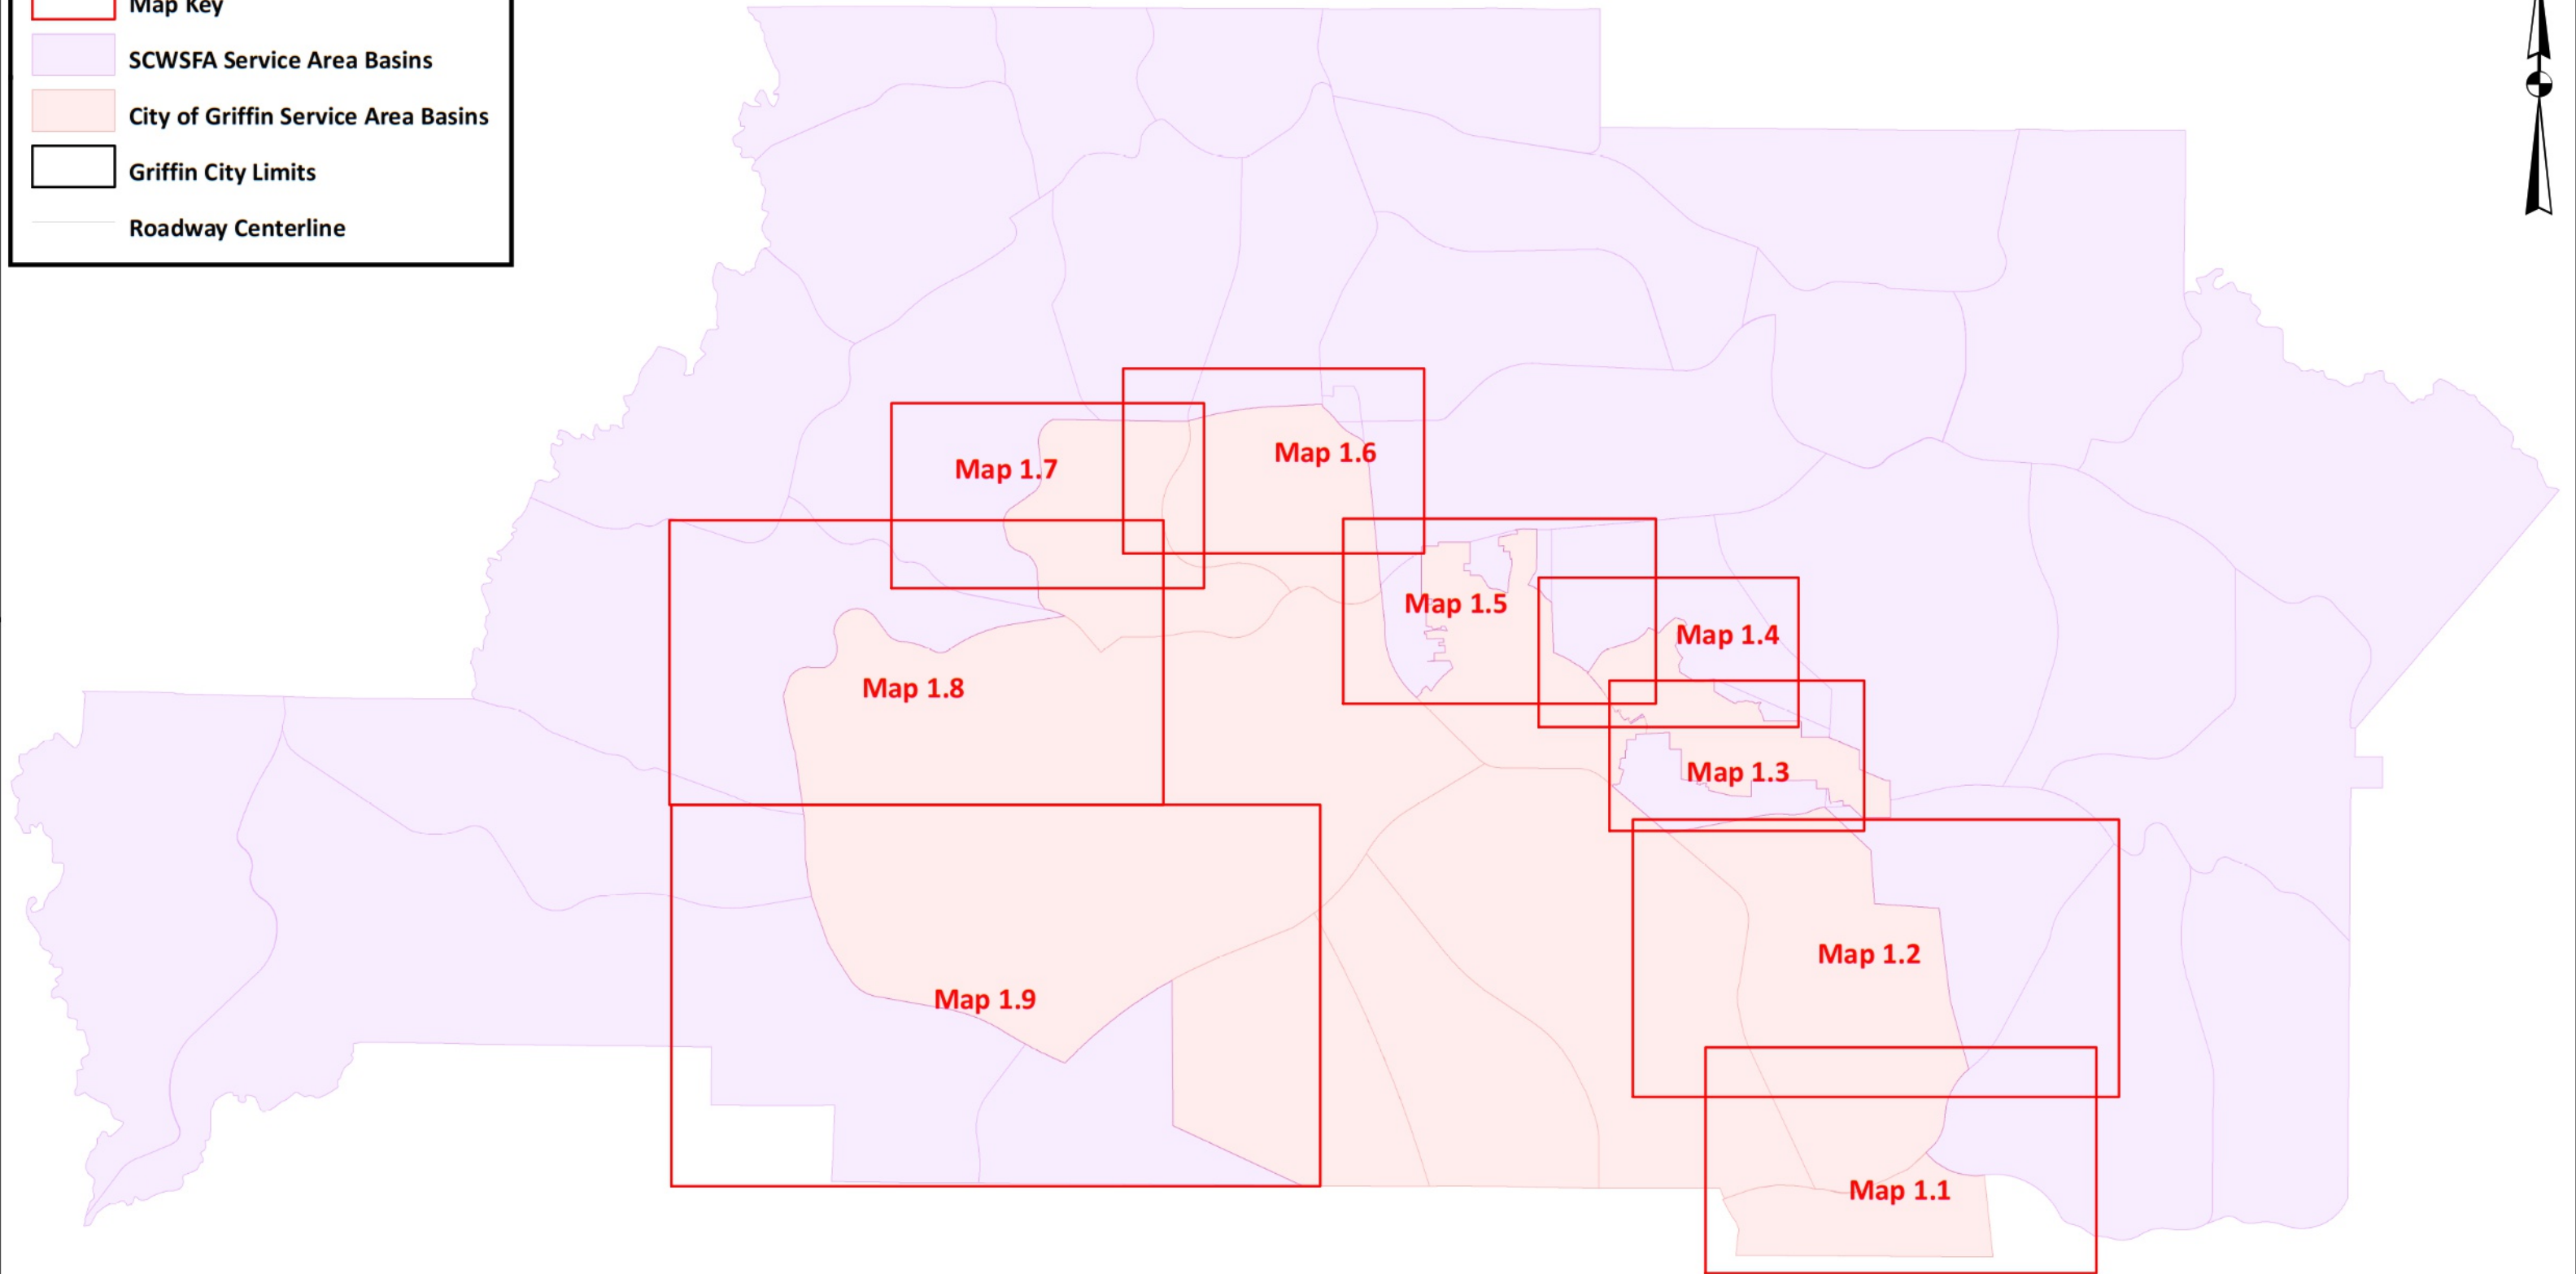 Map Key
SCWSFA Service Area Basins
City of Griffin Service Area Basins
Griffin City Limits
Roadway Centerline
Map 1.6
Map 1.7
Map 1.5
Map 1.4
Map 1.8
Map 1.3
Map 1.2
Map 1.9
Map 1.1